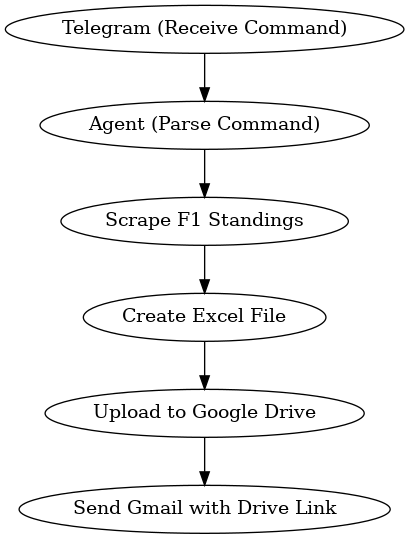 Telegram (Receive Command)
Agent (Parse Command)
Scrape F1 Standings
Create Excel File
Upload to Google Drive
Send Gmail with Drive Link